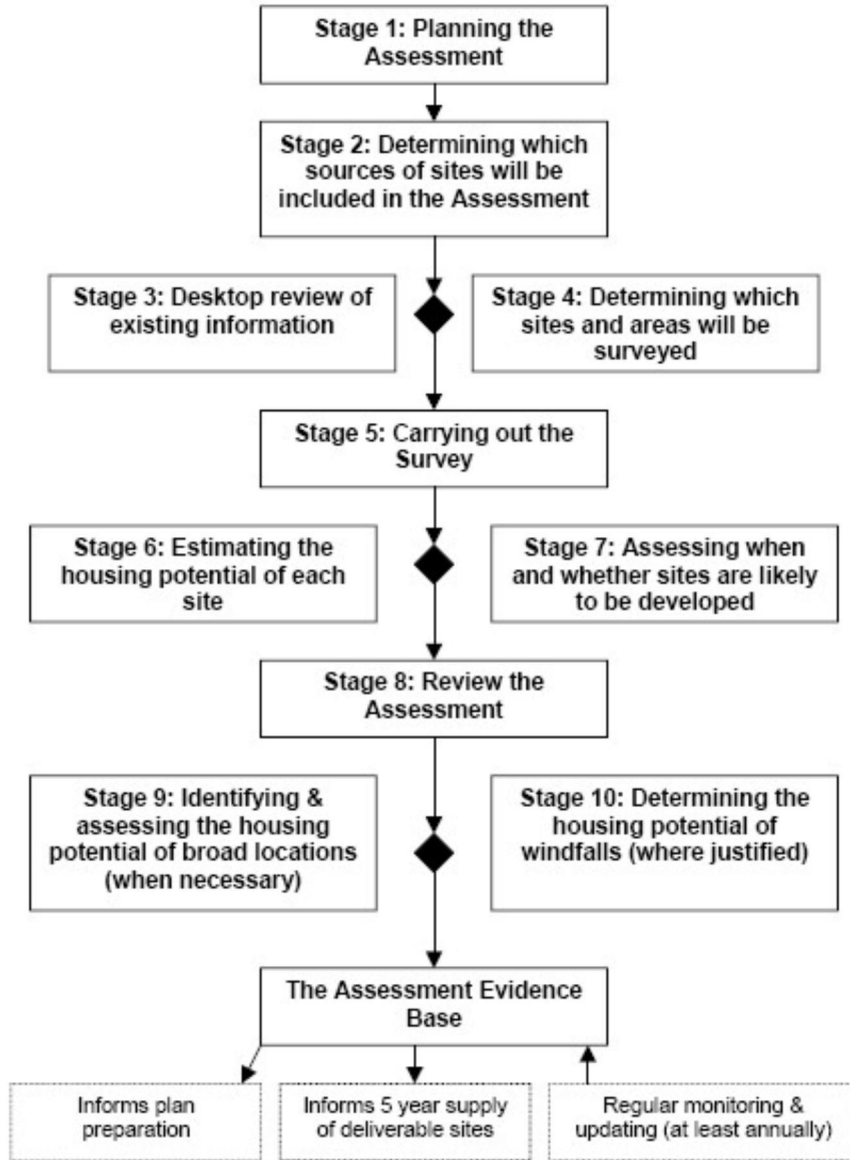 Stage 1: Planning the
Assessment
Stage 2: Determining which
sources of sites will be
included in the Assessment
Stage 3: Desktop review of
existing information
Stage 4: Determining which
sites and areas will be
surveyed
Stage 5: Carrying out the
Survey
Stage 6: Estimating the
housing potential of each
site
Stage 7: Assessing when
and whether sites are likely
to be developed
Stage 8: Review the
Assessment
Stage 9: Identifying &
assessing the housing
potential of broad locations
(when necessary)
Stage 10: Determining the
housing potential of
windfalls (where justified)
The Assessment Evidence
Base
Informs plan
preparation
Informs 5 year supply
of deliverable sites
Regular monitoring &
updating (at least annually)